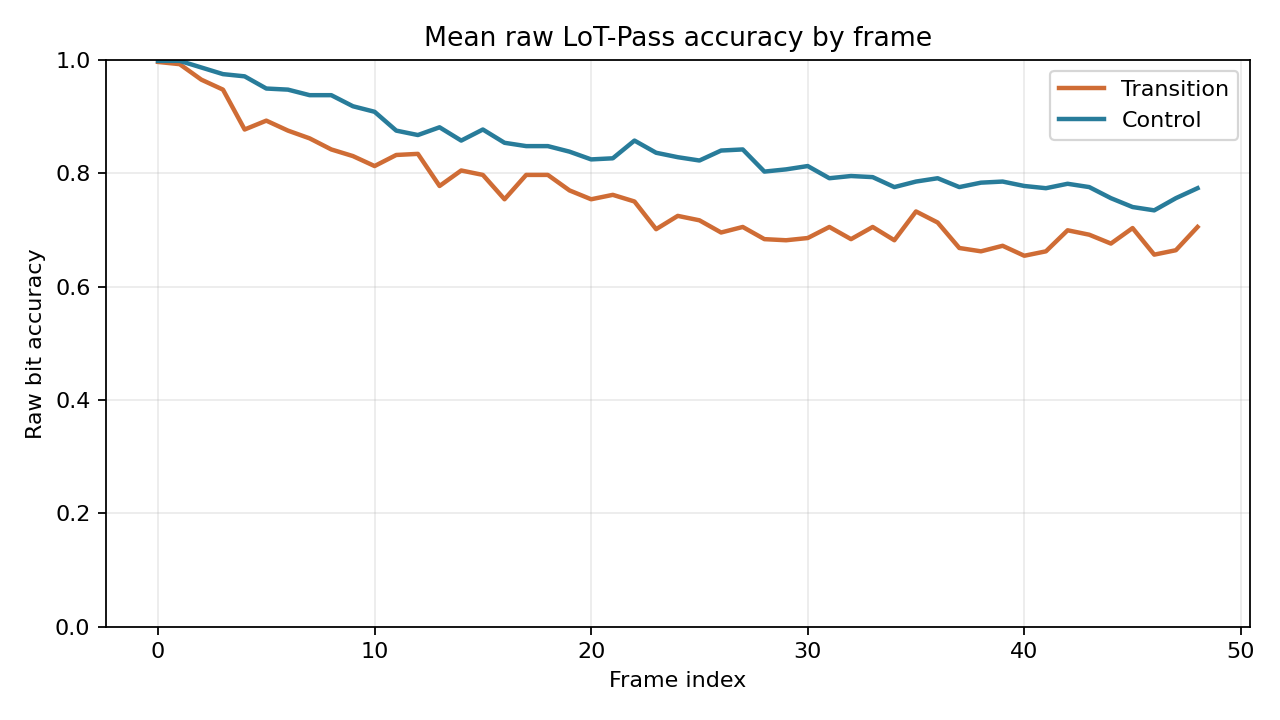 Mean raw LoT-Pass accuracy by frame
Transition
Control
Raw bit accuracy
1.0
0.8
0.6
0.4
0.2
0.0
0 10 20 30 40 50
Frame index